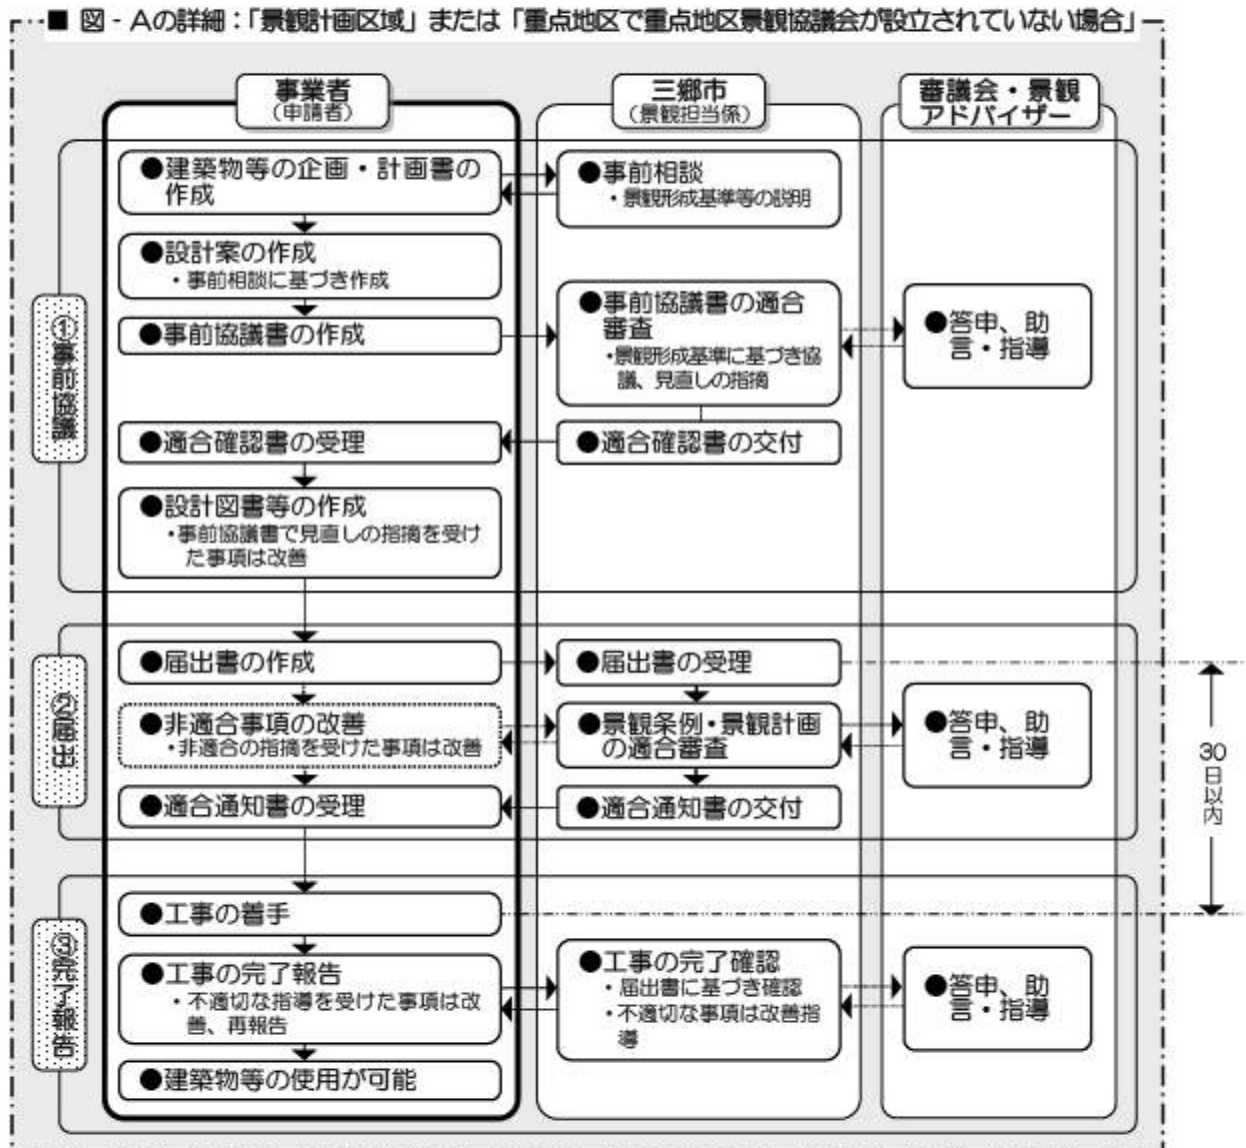 ■ 図 - Aの詳細：「景観計画区域」または「重点地区で重点地区景観協議会が設立されていない場合」
事業者
（申請者）
三郷市
（景観担当係）
審議会・景観
アドバイザー
①事前協議
●建築物等の企画・計画書の
作成
●事前相談
・景観形成基準等の説明
●設計案の作成
・事前相談に基づき作成
●事前協議書の作成
●事前協議書の適合
審査
・景観形成基準に基づき協
議、見直しの指摘
●答申、助
言・指導
●適合確認書の受理
●適合確認書の交付
●設計図書等の作成
・事前協議書で見直しの指摘を受け
た事項は改善
②届出
●届出書の作成
●届出書の受理
●非適合事項の改善
・非適合の指摘を受けた事項は改善
●景観条例・景観計画
の適合審査
●答申、助
言・指導
●適合通知書の受理
●適合通知書の交付
30日以内
③完了報告
●工事の着手
●工事の完了報告
・不適切な指導を受けた事項は改
善、再報告
●工事の完了確認
・届出書に基づき確認
・不適切な事項は改善指
導
●答申、助
言・指導
●建築物等の使用が可能